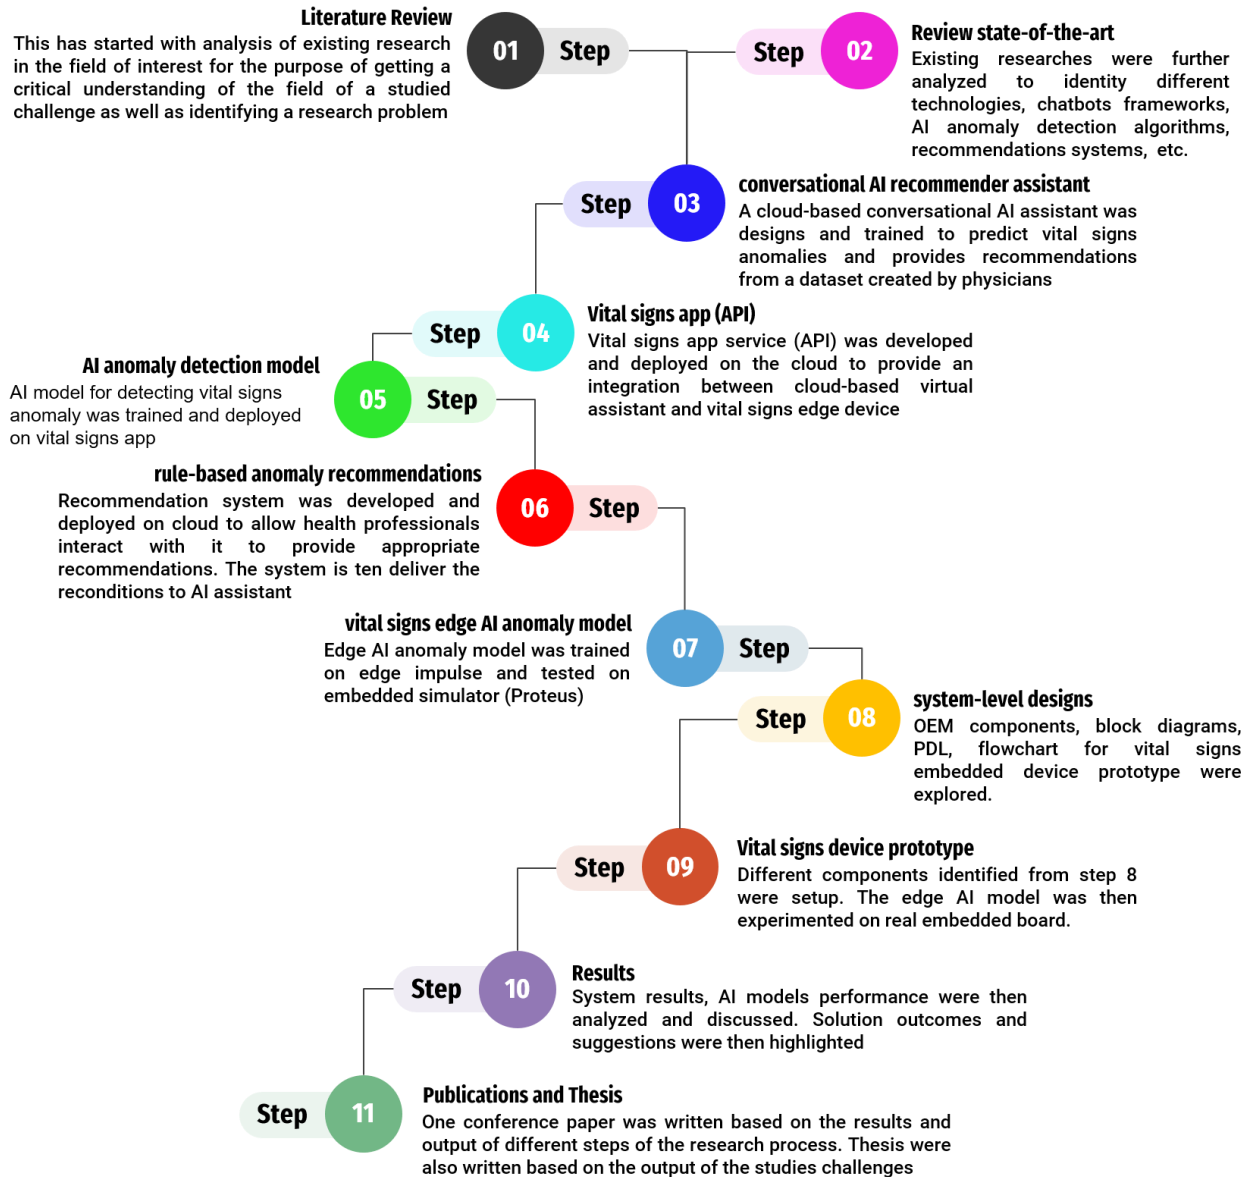 Literature Review
This has started with analysis of existing research
in the field of interest for the purpose of getting a
critical understanding of the field of a studied
challenge as well as identifying a research problem
01
Step
Step
02
Review state-of-the-art
Existing researches were further
analyzed to identity different
technologies, chatbots frameworks,
AI anomaly detection algorithms,
recommendations systems, etc.
Step
03
conversational AI recommender assistant
A cloud-based conversational AI assistant was
designs and trained to predict vital signs
anomalies and provides recommendations
from a dataset created by physicians
Step
04
Vital signs app (API)
Vital signs app service (API) was developed
and deployed on the cloud to provide an
integration between cloud-based virtual
assistant and vital signs edge device
AI anomaly detection model
AI model for detecting vital signs
anomaly was trained and deployed
on vital signs app
05
Step
rule-based anomaly recommendations
Recommendation system was developed and
deployed on cloud to allow health professionals
interact with it to provide appropriate
recommendations. The system is ten deliver the
reconditions to AI assistant
06
Step
vital signs edge AI anomaly model
Edge AI anomaly model was trained
on edge impulse and tested on
embedded simulator (Proteus)
07
Step
Step
08
system-level designs
OEM components, block diagrams,
PDL, flowchart for vital signs
embedded device prototype were
explored.
Step
09
Vital signs device prototype
Different components identified from step 8
were setup. The edge AI model was then
experimented on real embedded board.
Step
10
Results
System results, AI models performance were then
analyzed and discussed. Solution outcomes and
suggestions were then highlighted
Step
11
Publications and Thesis
One conference paper was written based on the results and
output of different steps of the research process. Thesis were
also written based on the output of the studies challenges